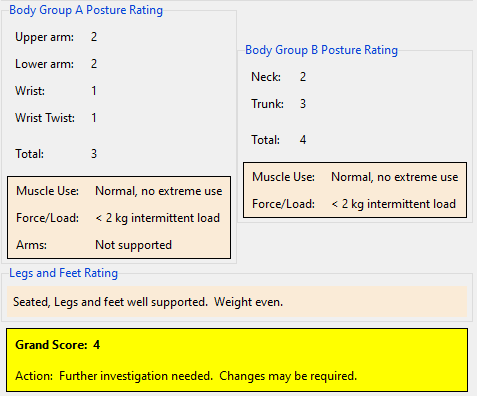 Body Group A Posture Rating
Upper arm: 2
Lower arm: 2
Wrist: 1
Wrist Twist: 1
Total: 3
Muscle Use: Normal, no extreme use
Force/Load: < 2 kg intermittent load
Arms: Not supported
Body Group B Posture Rating
Neck: 2
Trunk: 3
Total: 4
Muscle Use: Normal, no extreme use
Force/Load: < 2 kg intermittent load
Legs and Feet Rating
Seated, Legs and feet well supported. Weight even.
Grand Score: 4
Action: Further investigation needed. Changes may be required.